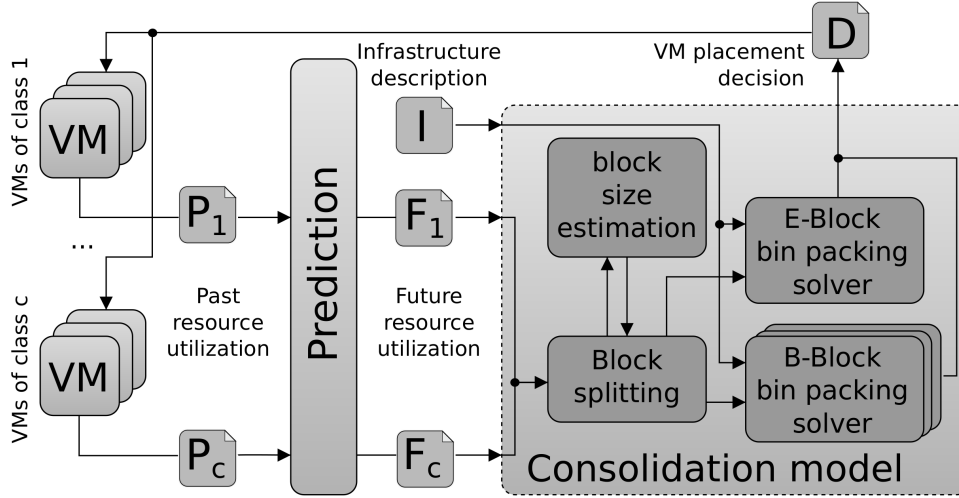 VMs of class 1
VM
...
VMs of class c
VM
P1
Past
resource
utilization
Pc
Prediction
Infrastructure
description
I
F1
Future
resource
utilization
Fc
VM placement
decision
D
block
size
estimation
Block
splitting
E-Block
bin packing
solver
B-Block
bin packing
solver
Consolidation model